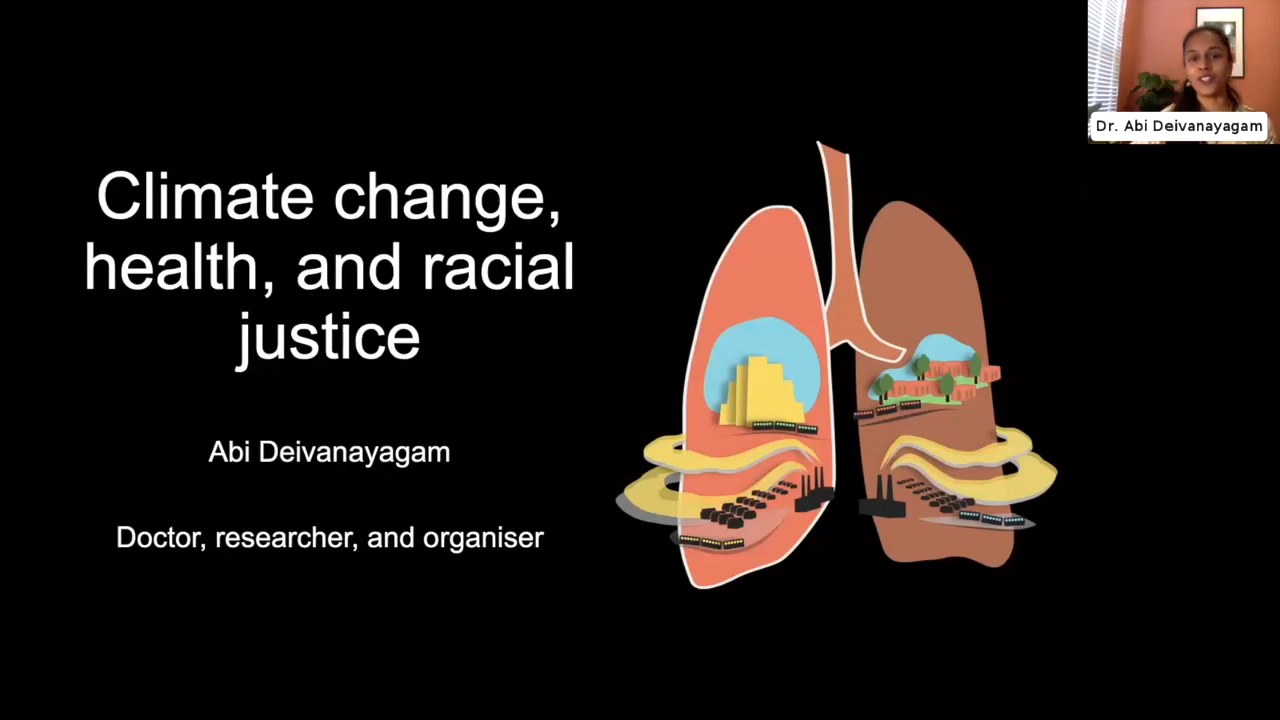 Climate change,
health, and racial
justice
Abi Deivanayagam
Doctor, researcher, and organiser
Dr. Abi Deivanayagam